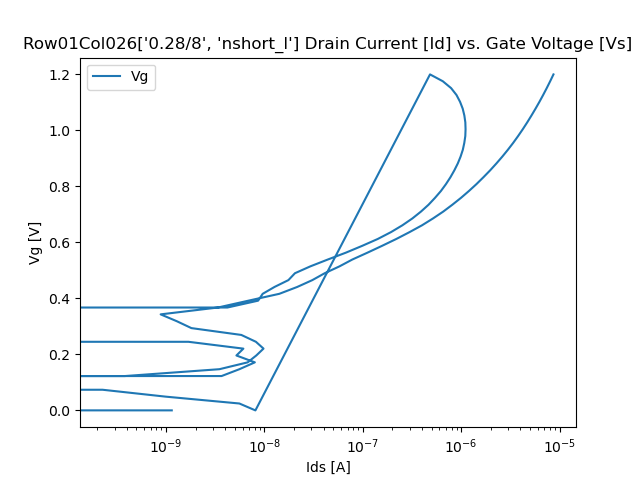 Row01Col026['0.28/8', 'nshort_l'] Drain Current [Id] vs. Gate Voltage [Vs]
Vg
1.2
1.0
0.8
0.6
0.4
0.2
0.0
Vg [V]
10⁻⁹ 10⁻⁸ 10⁻⁷ 10⁻⁶ 10⁻⁵
Ids [A]